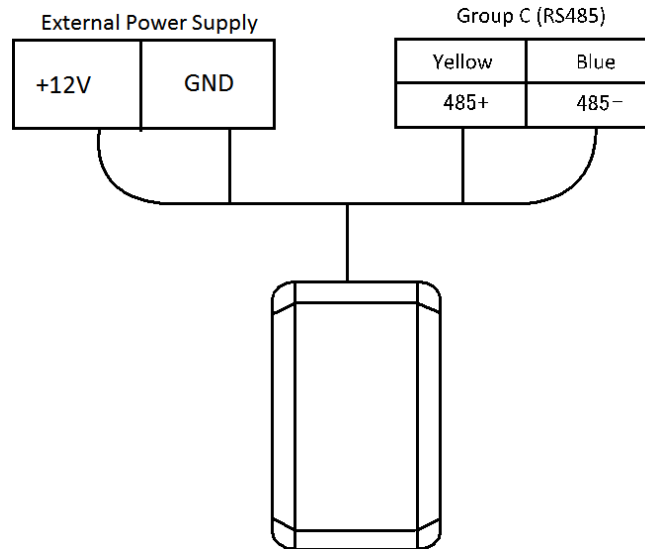 External Power Supply
Group C (RS485)
+12V GND
Yellow Blue
485+ 485−